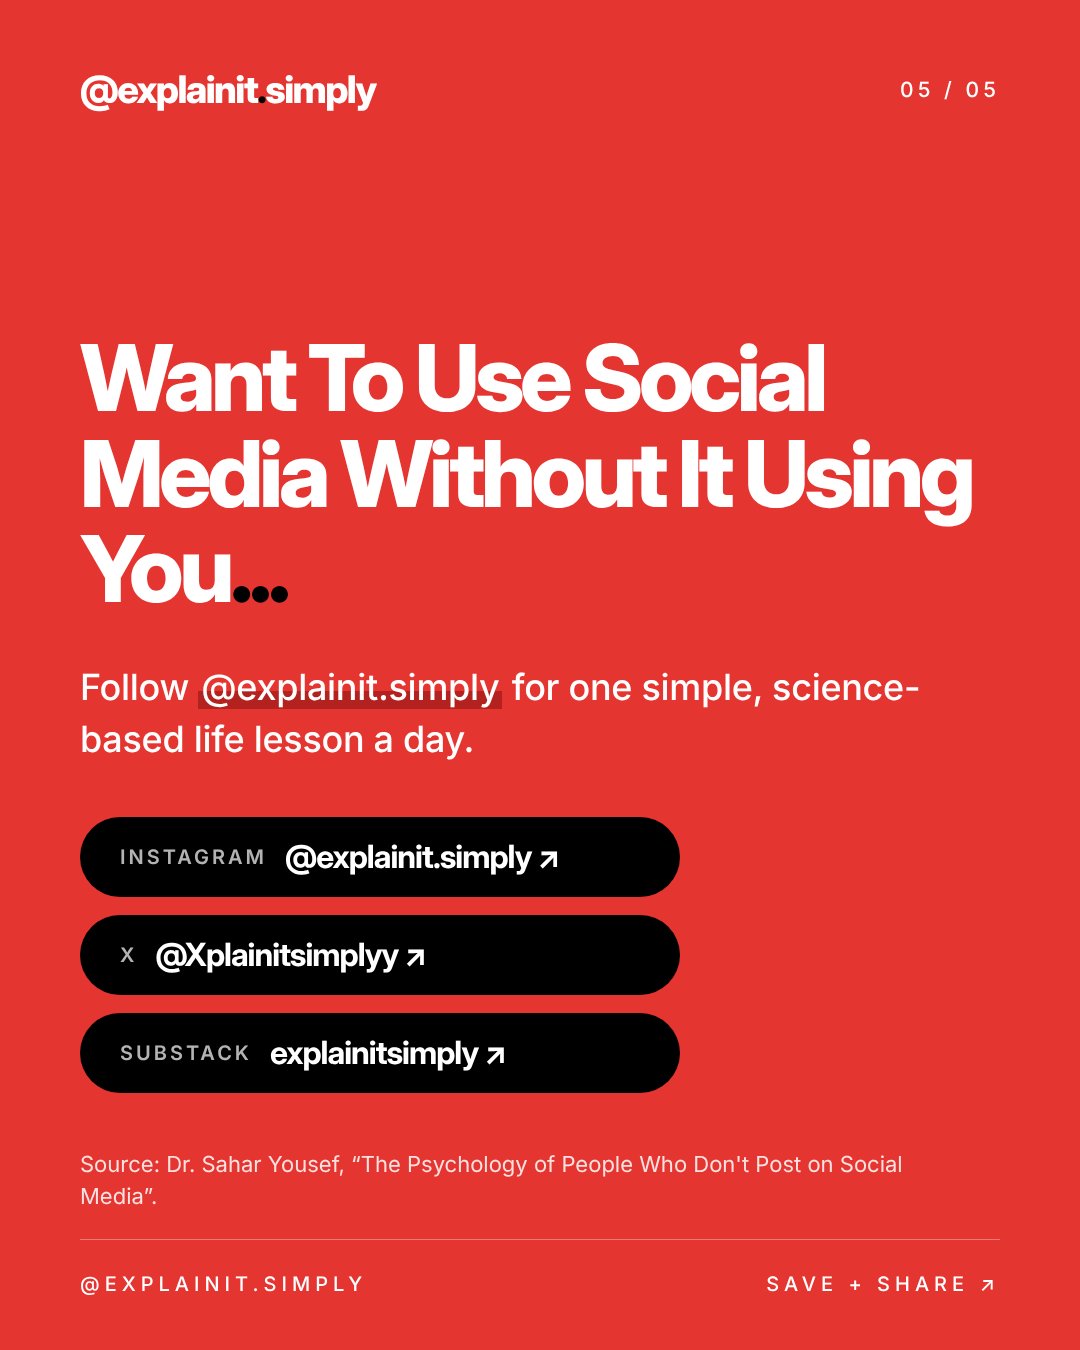 @explainit.simply
05 / 05
Want To Use Social
Media Without It Using
You...
Follow @explainit.simply for one simple, science-
based life lesson a day.
INSTAGRAM @explainit.simply ↗
X @Xplainitsimplyy ↗
SUBSTACK explainitsimply ↗
Source: Dr. Sahar Yousef, “The Psychology of People Who Don't Post on Social
Media”.
@EXPLAINIT.SIMPLY
SAVE + SHARE ↗